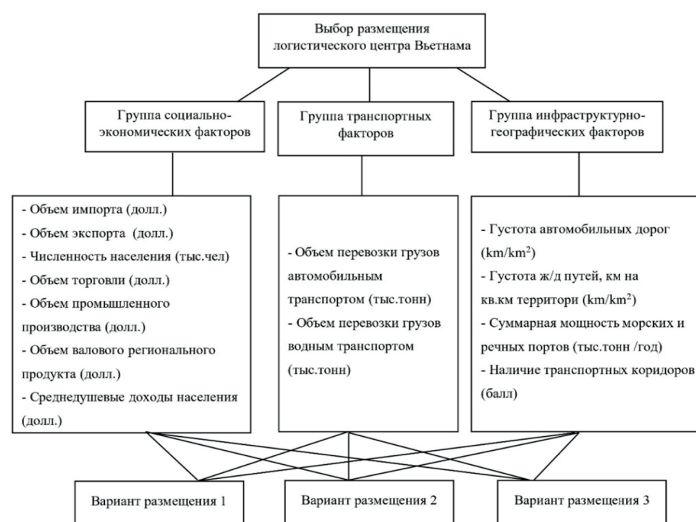 Выбор размещения
логистического центра Вьетнама
Группа социально-
экономических факторов
Группа транспортных
факторов
Группа инфраструктурно-
географических факторов
- Объем импорта (долл.)
- Объем экспорта (долл.)
- Численность населения (тыс.чел)
- Объем торговли (долл.)
- Объем промышленного
производства (долл.)
- Объем валового регионального
продукта (долл.)
- Среднедушевые доходы населения
(долл.)
- Объем перевозки грузов
автомобильным
транспортом (тыс.тонн)
- Объем перевозки грузов
водным транспортом
(тыс.тонн)
- Густота автомобильных дорог
(km/km²)
- Густота ж/д путей, км на
кв.км территори (km/km²)
- Суммарная мощность морских и
речных портов (тыс.тонн /год)
- Наличие транспортных коридоров
(балл)
Вариант размещения 1
Вариант размещения 2
Вариант размещения 3